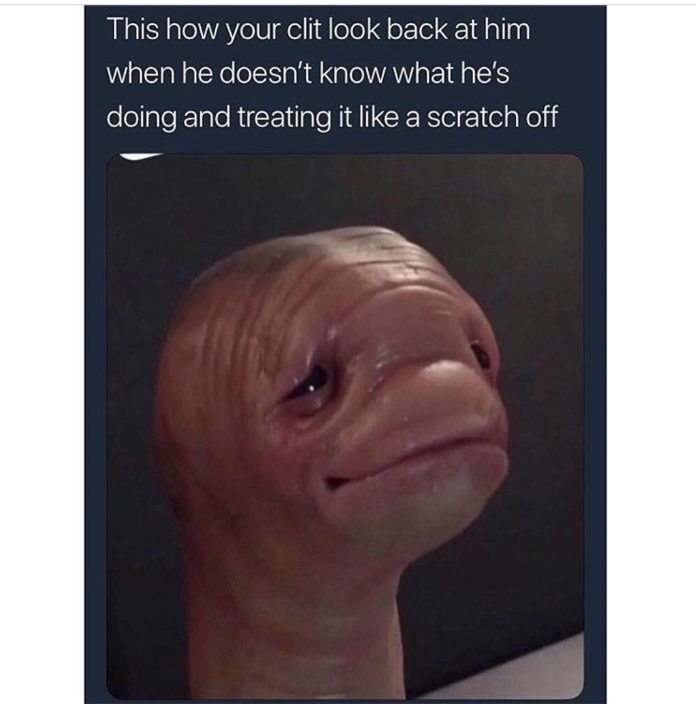 This how your clit look back at him
when he doesn't know what he's
doing and treating it like a scratch off